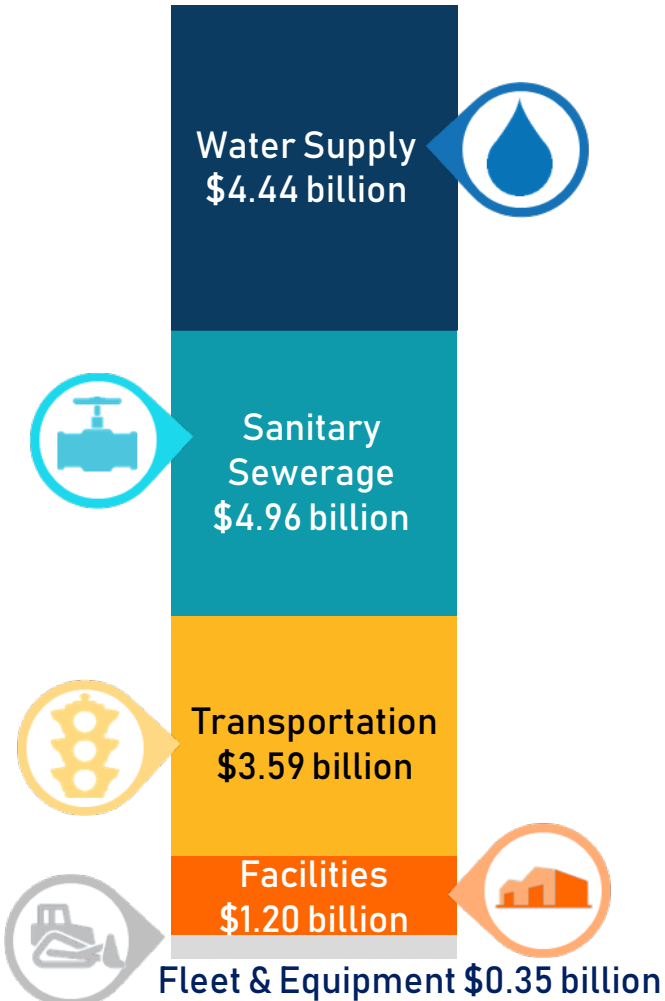 Water Supply
$4.44 billion
Sanitary
Sewerage
$4.96 billion
Transportation
$3.59 billion
Facilities
$1.20 billion
Fleet & Equipment $0.35 billion